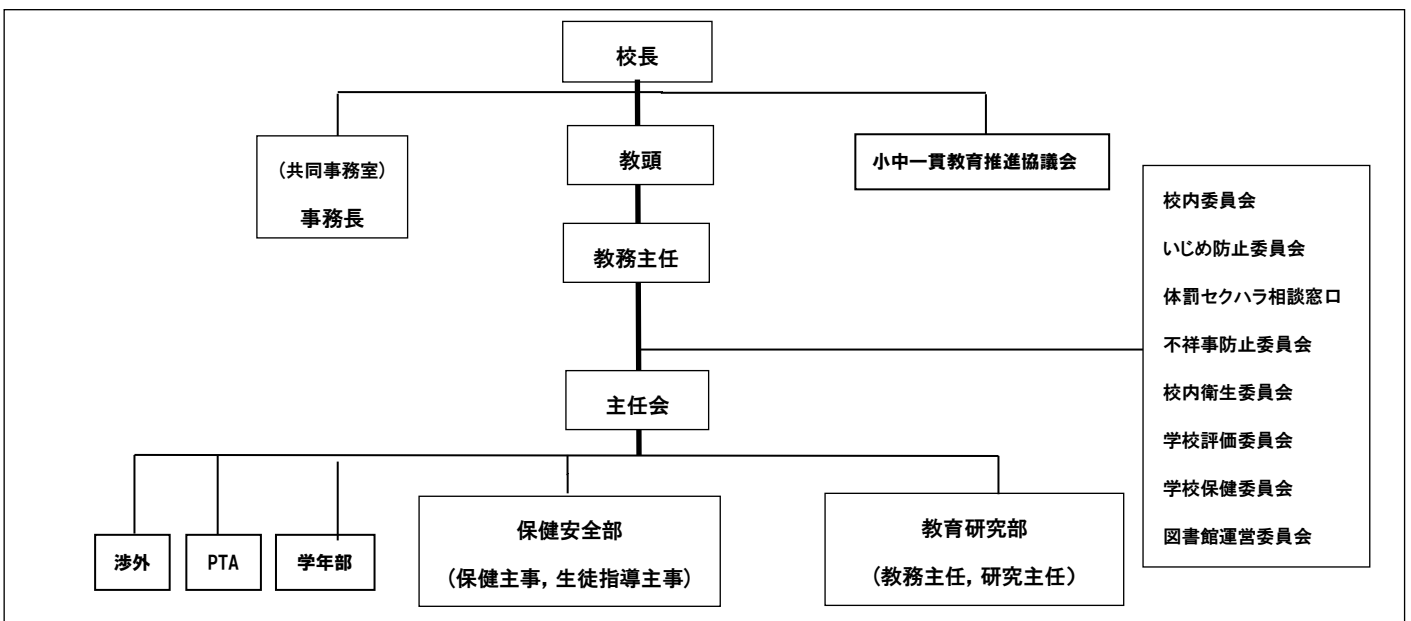 校長
(共同事務室)
事務長
教頭
小中一貫教育推進協議会
教務主任
校内委員会
いじめ防止委員会
体罰セクハラ相談窓口
不祥事防止委員会
校内衛生委員会
学校評価委員会
学校保健委員会
図書館運営委員会
主任会
渉外
PTA
学年部
保健安全部
(保健主事, 生徒指導主事)
教育研究部
(教務主任, 研究主任)